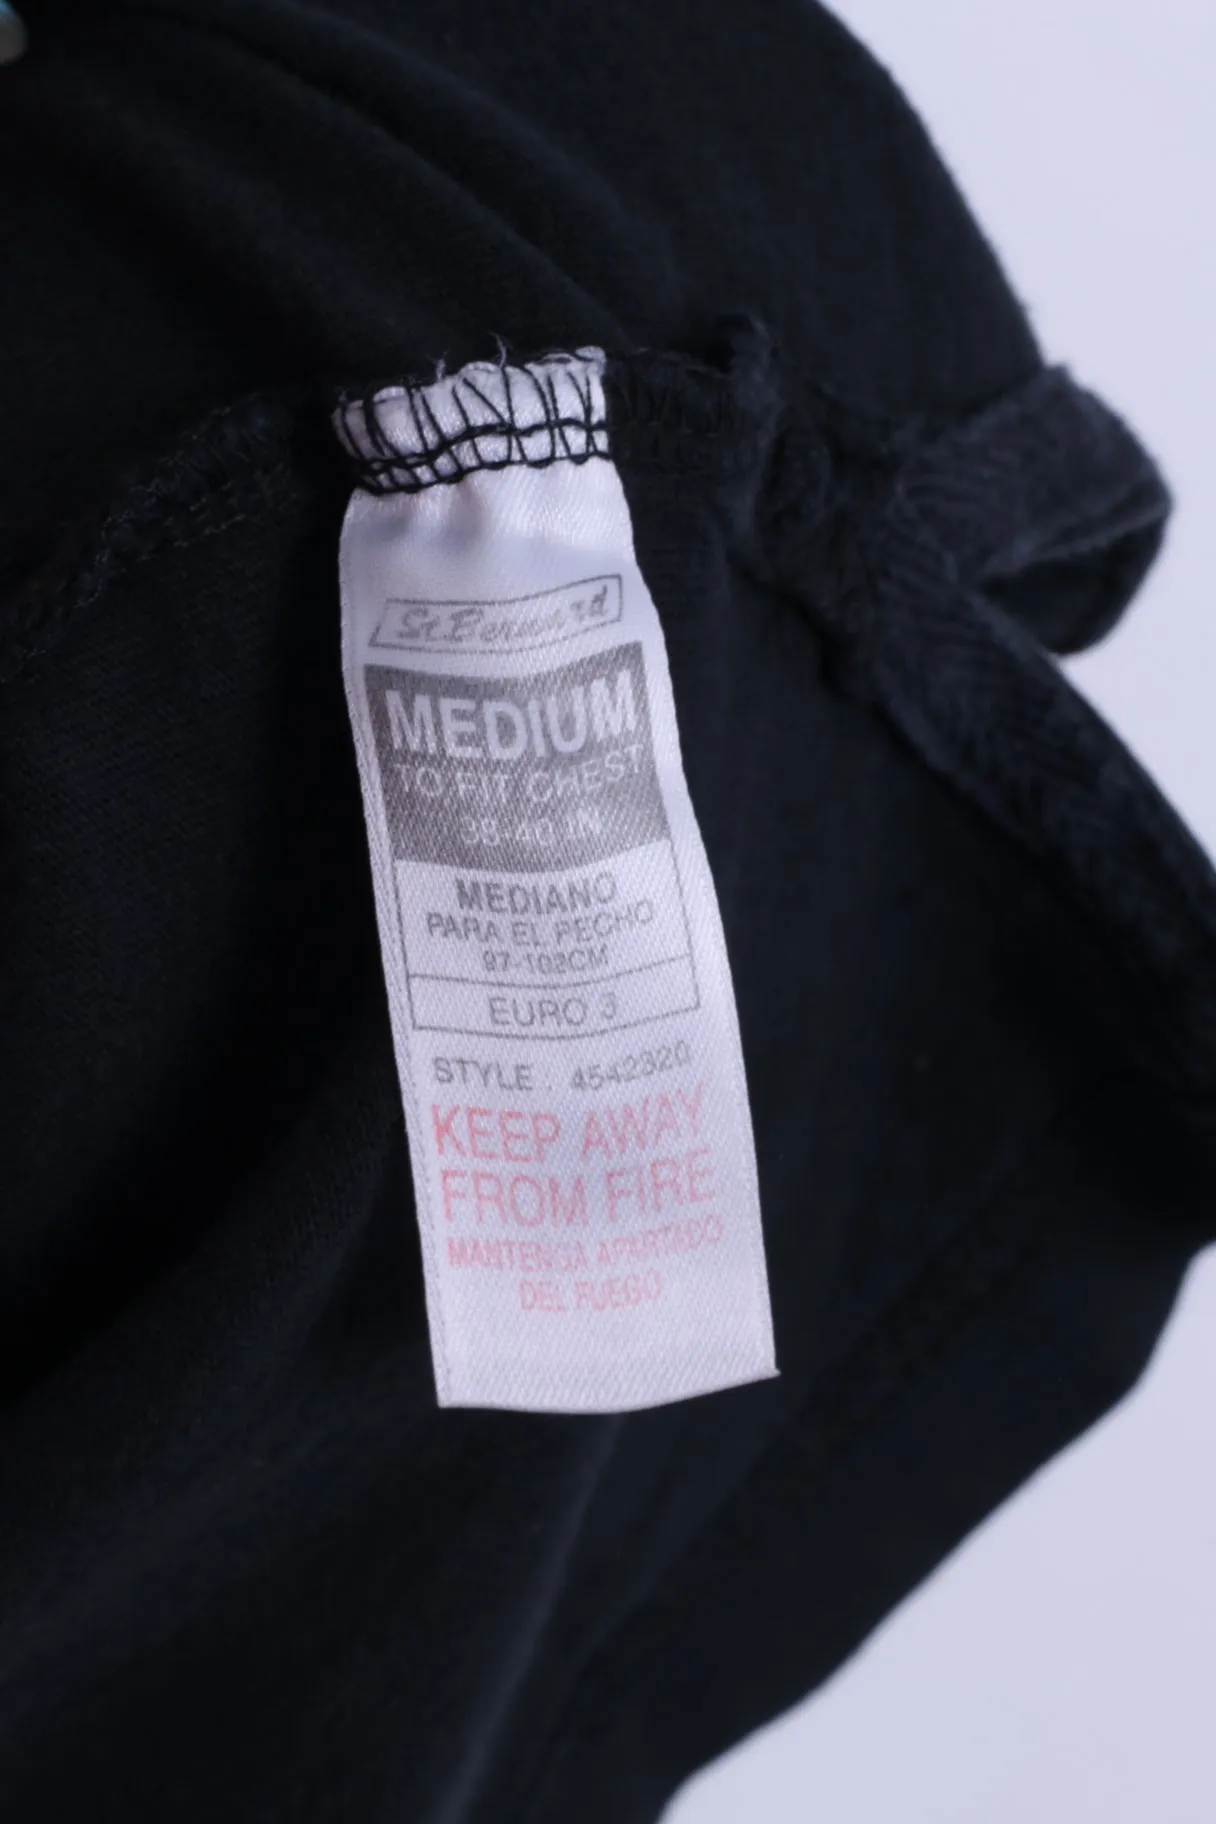 St Bernard
MEDIUM
TO FIT CHEST
38-40 IN
MEDIANO
PARA EL PECHO
97-102CM
EURO 3
STYLE . 4542320
KEEP AWAY
FROM FIRE
MANTENGA APARTADO
DEL FUEGO